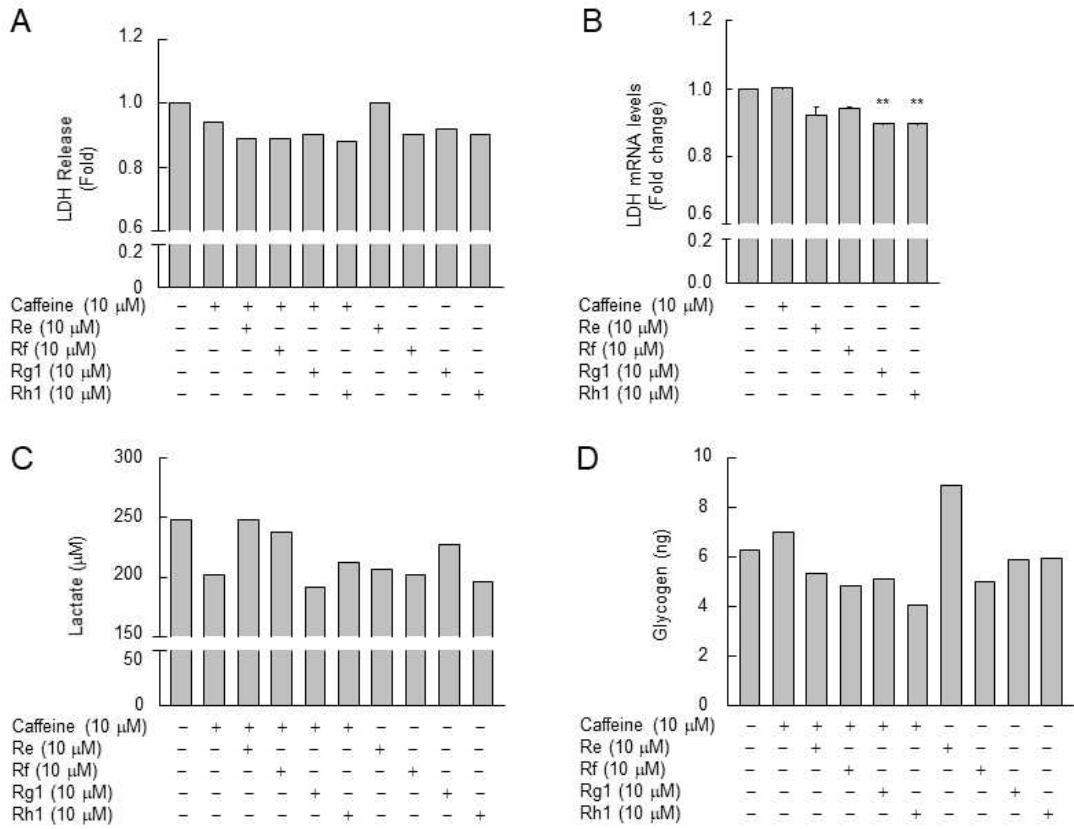 A
1.2
1.0
0.8
0.6
0.2
0
LDH Release
(Fold)
Caffeine (10 μM) – + + + + + – – – –
Re (10 μM) – – + – – – + – – –
Rf (10 μM) – – – + – – – + – –
Rg1 (10 μM) – – – – + – – – + –
Rh1 (10 μM) – – – – – + – – – +
B
1.2
1.0
0.8
0.6
0.2
0.0
LDH mRNA levels
(Fold change)
** **
Caffeine (10 μM) – + – – – –
Re (10 μM) – – + – – –
Rf (10 μM) – – – + – –
Rg1 (10 μM) – – – – + –
Rh1 (10 μM) – – – – – +
C
300
250
200
150
50
0
Lactate (μM)
Caffeine (10 μM) – + + + + + – – – –
Re (10 μM) – – + – – – + – – –
Rf (10 μM) – – – + – – – + – –
Rg1 (10 μM) – – – – + – – – + –
Rh1 (10 μM) – – – – – + – – – +
D
10
8
6
4
2
0
Glycogen (ng)
Caffeine (10 μM) – + + + + + – – – –
Re (10 μM) – – + – – – + – – –
Rf (10 μM) – – – + – – – + – –
Rg1 (10 μM) – – – – + – – – + –
Rh1 (10 μM) – – – – – + – – – +